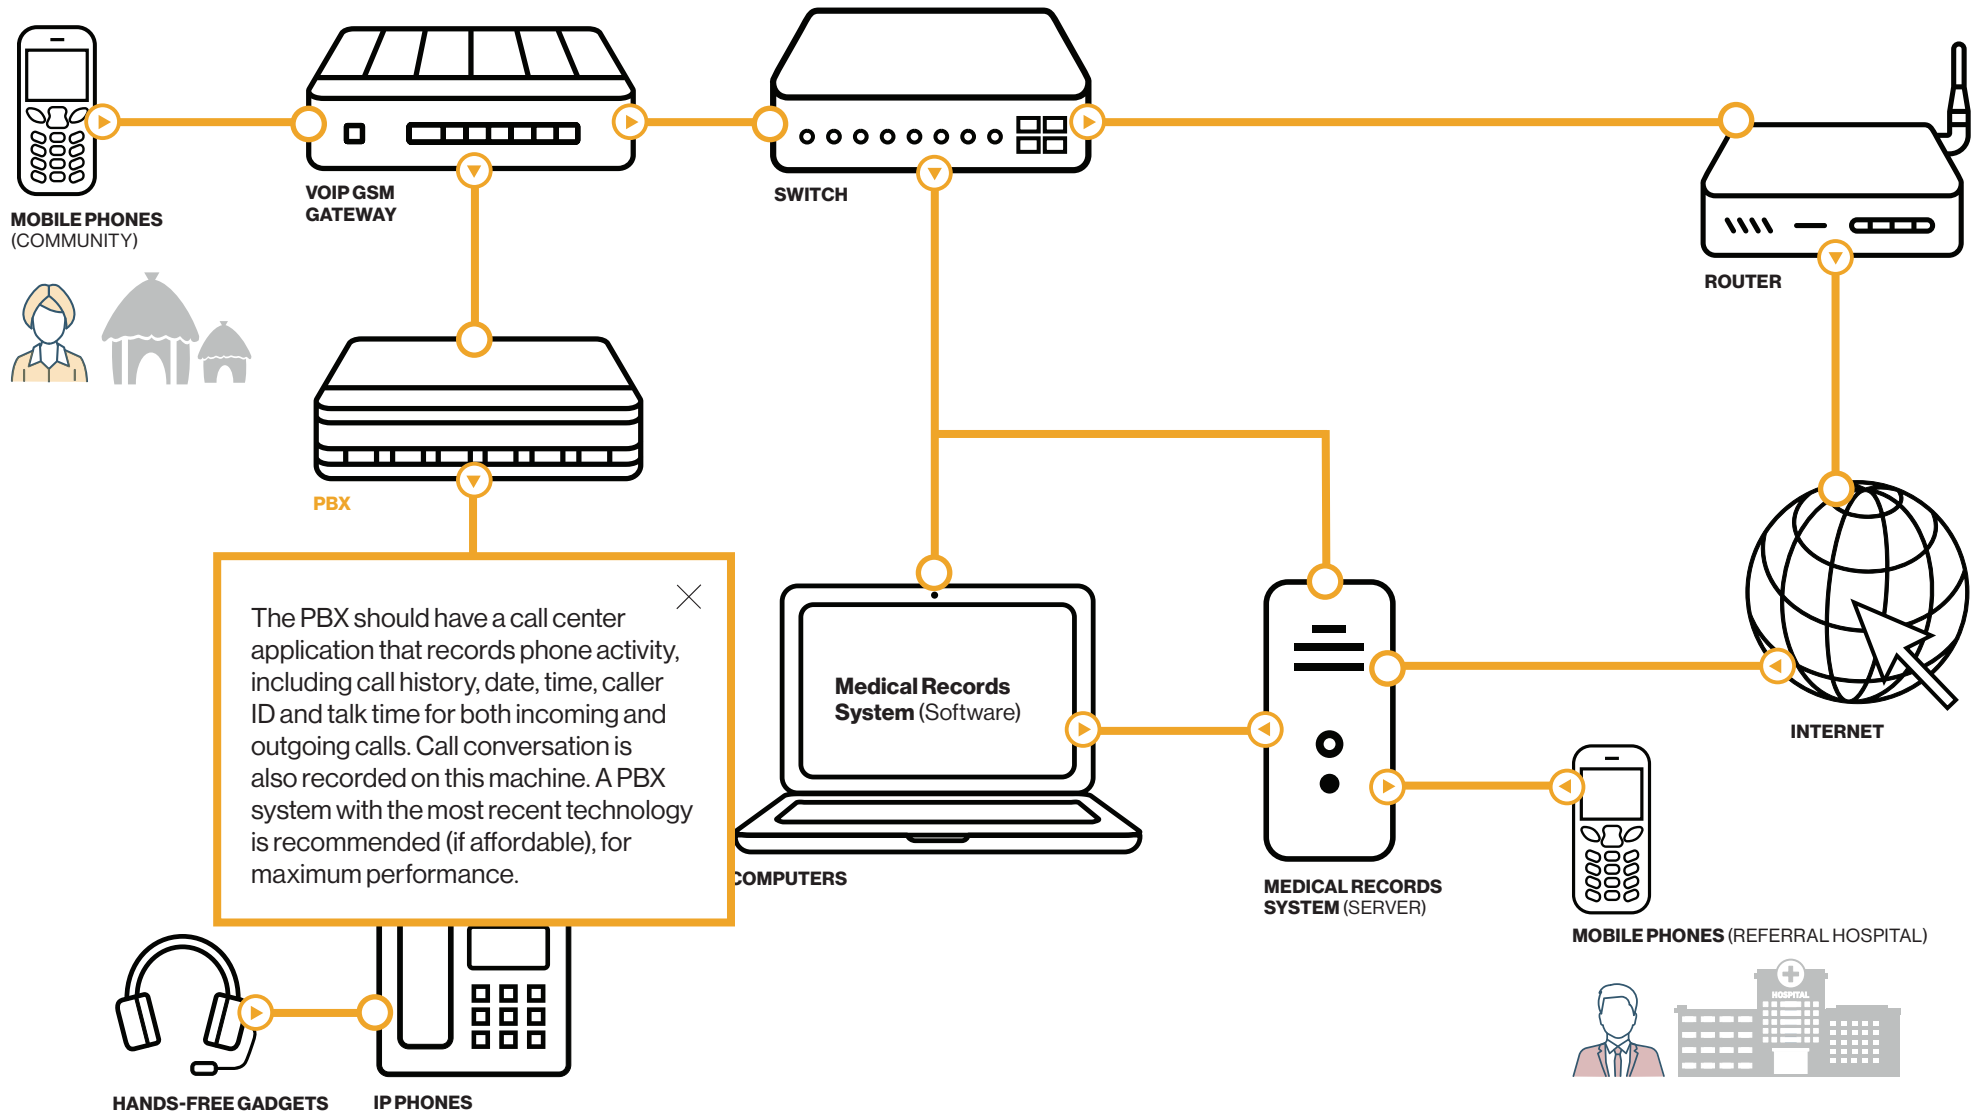 MOBILE PHONES
(COMMUNITY)
VOIP GSM
GATEWAY
SWITCH
ROUTER
PBX
The PBX should have a call center
application that records phone activity,
including call history, date, time, caller
ID and talk time for both incoming and
outgoing calls. Call conversation is
also recorded on this machine. A PBX
system with the most recent technology
is recommended (if affordable), for
maximum performance.
Medical Records
System (Software)
COMPUTERS
MEDICAL RECORDS
SYSTEM (SERVER)
INTERNET
MOBILE PHONES (REFERRAL HOSPITAL)
HOSPITAL
HANDS-FREE GADGETS
IP PHONES